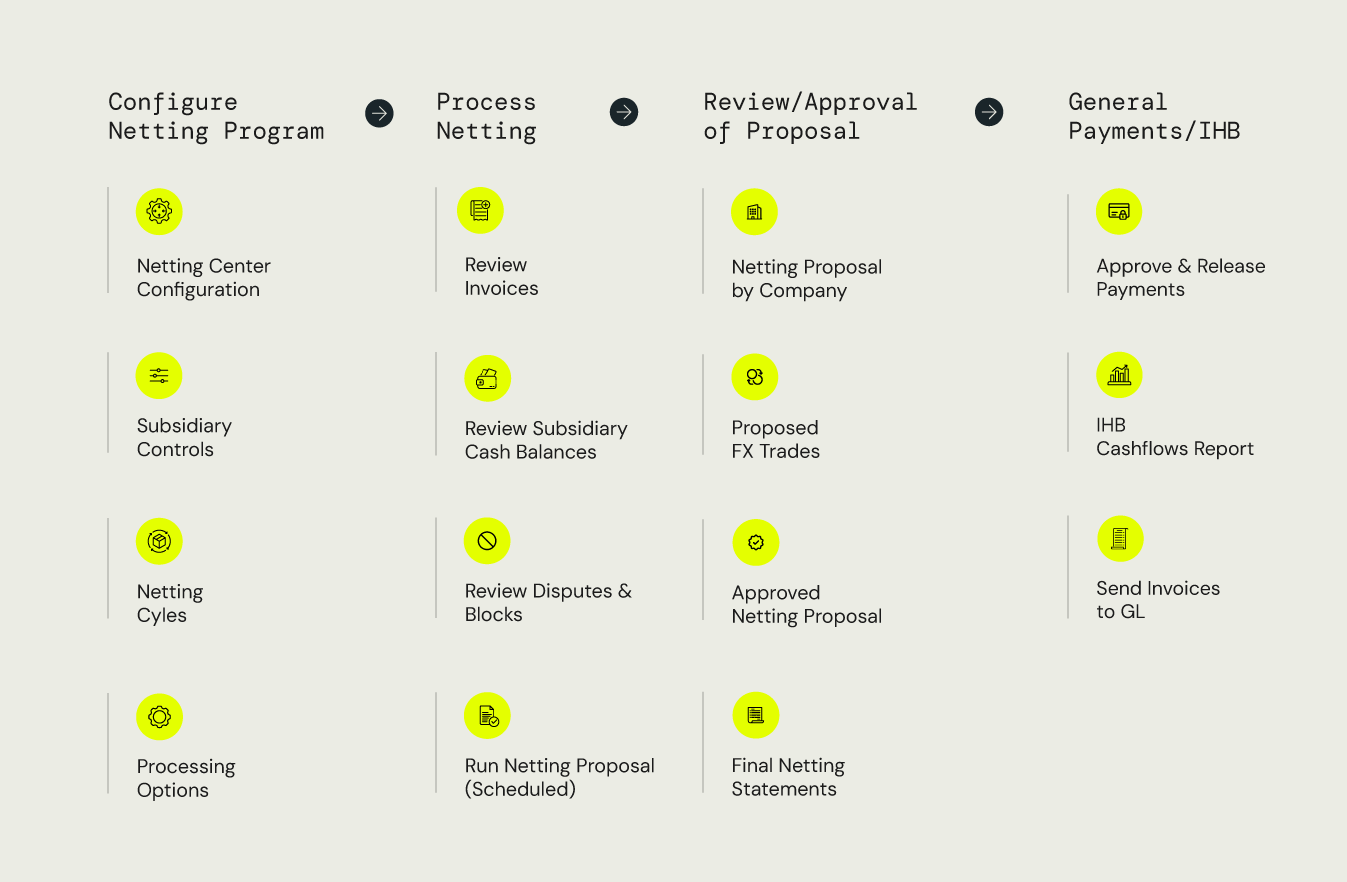 Configure
Netting Program
Netting Center
Configuration
Subsidiary
Controls
Netting
Cyles
Processing
Options
Process
Netting
Review
Invoices
Review Subsidiary
Cash Balances
Review Disputes &
Blocks
Run Netting Proposal
(Scheduled)
Review/Approval
of Proposal
Netting Proposal
by Company
Proposed
FX Trades
Approved
Netting Proposal
Final Netting
Statements
General
Payments/IHB
Approve & Release
Payments
IHB
Cashflows Report
Send Invoices
to GL